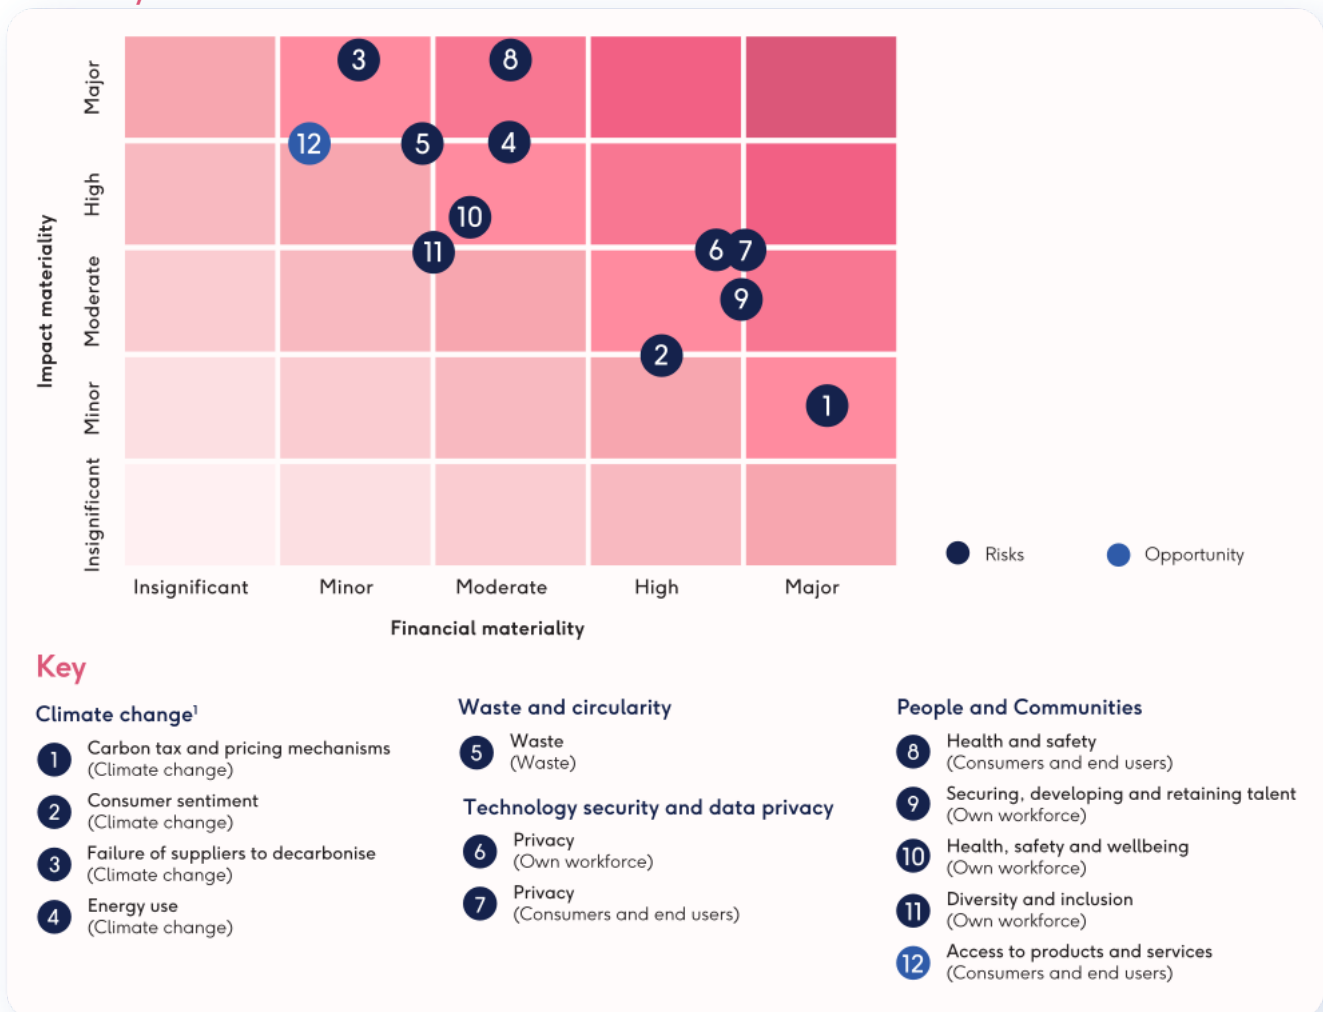 Major
High
Moderate
Minor
Insignificant
Impact materiality
3
8
12
5
4
10
11
6
7
9
2
1
Insignificant
Minor
Moderate
High
Major
Financial materiality
Risks
Opportunity
Key
Climate change¹
1
Carbon tax and pricing mechanisms
(Climate change)
2
Consumer sentiment
(Climate change)
3
Failure of suppliers to decarbonise
(Climate change)
4
Energy use
(Climate change)
Waste and circularity
5
Waste
(Waste)
Technology security and data privacy
6
Privacy
(Own workforce)
7
Privacy
(Consumers and end users)
People and Communities
8
Health and safety
(Consumers and end users)
9
Securing, developing and retaining talent
(Own workforce)
10
Health, safety and wellbeing
(Own workforce)
11
Diversity and inclusion
(Own workforce)
12
Access to products and services
(Consumers and end users)